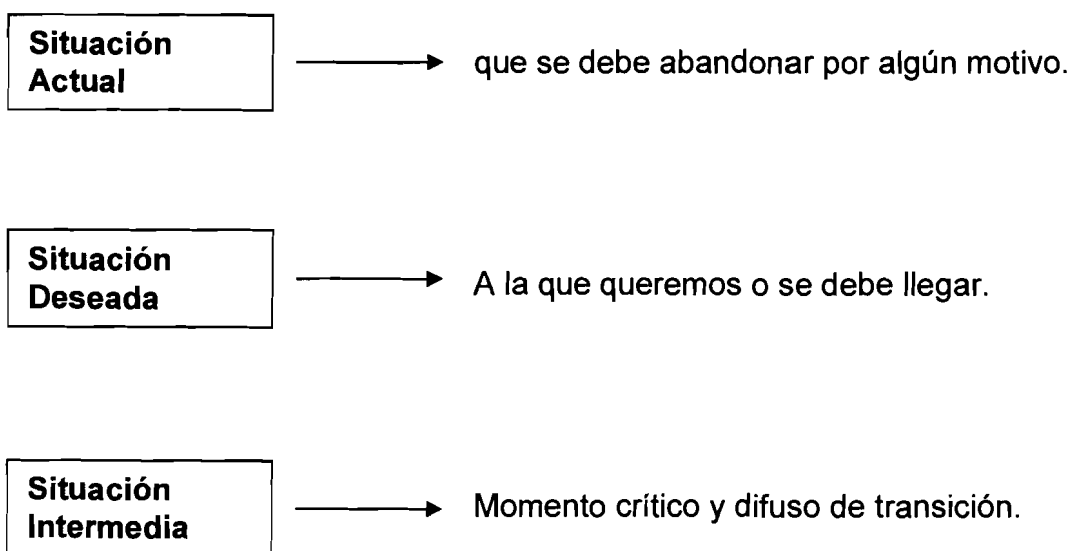 Situación
Actual
que se debe abandonar por algún motivo.
Situación
Deseada
A la que queremos o se debe llegar.
Situación
Intermedia
Momento crítico y difuso de transición.